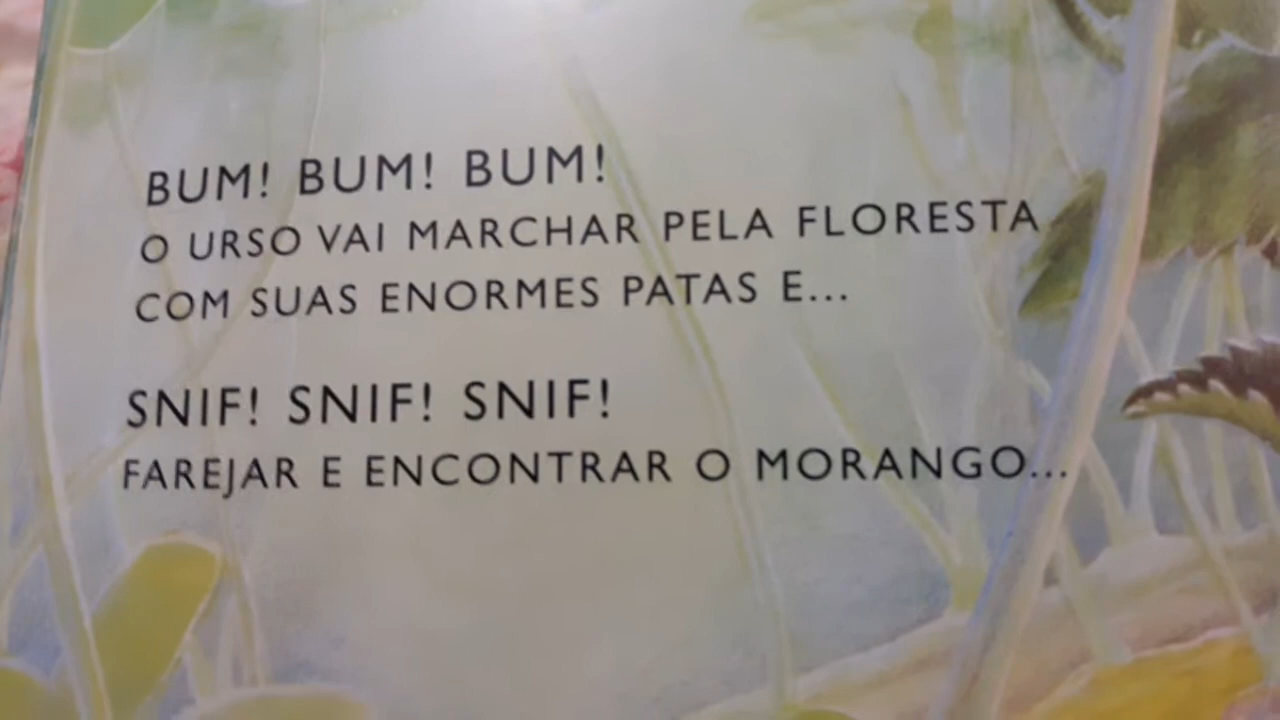 BUM! BUM! BUM!
O URSO VAI MARCHAR PELA FLORESTA
COM SUAS ENORMES PATAS E...
SNIF! SNIF! SNIF!
FAREJAR E ENCONTRAR O MORANGO...